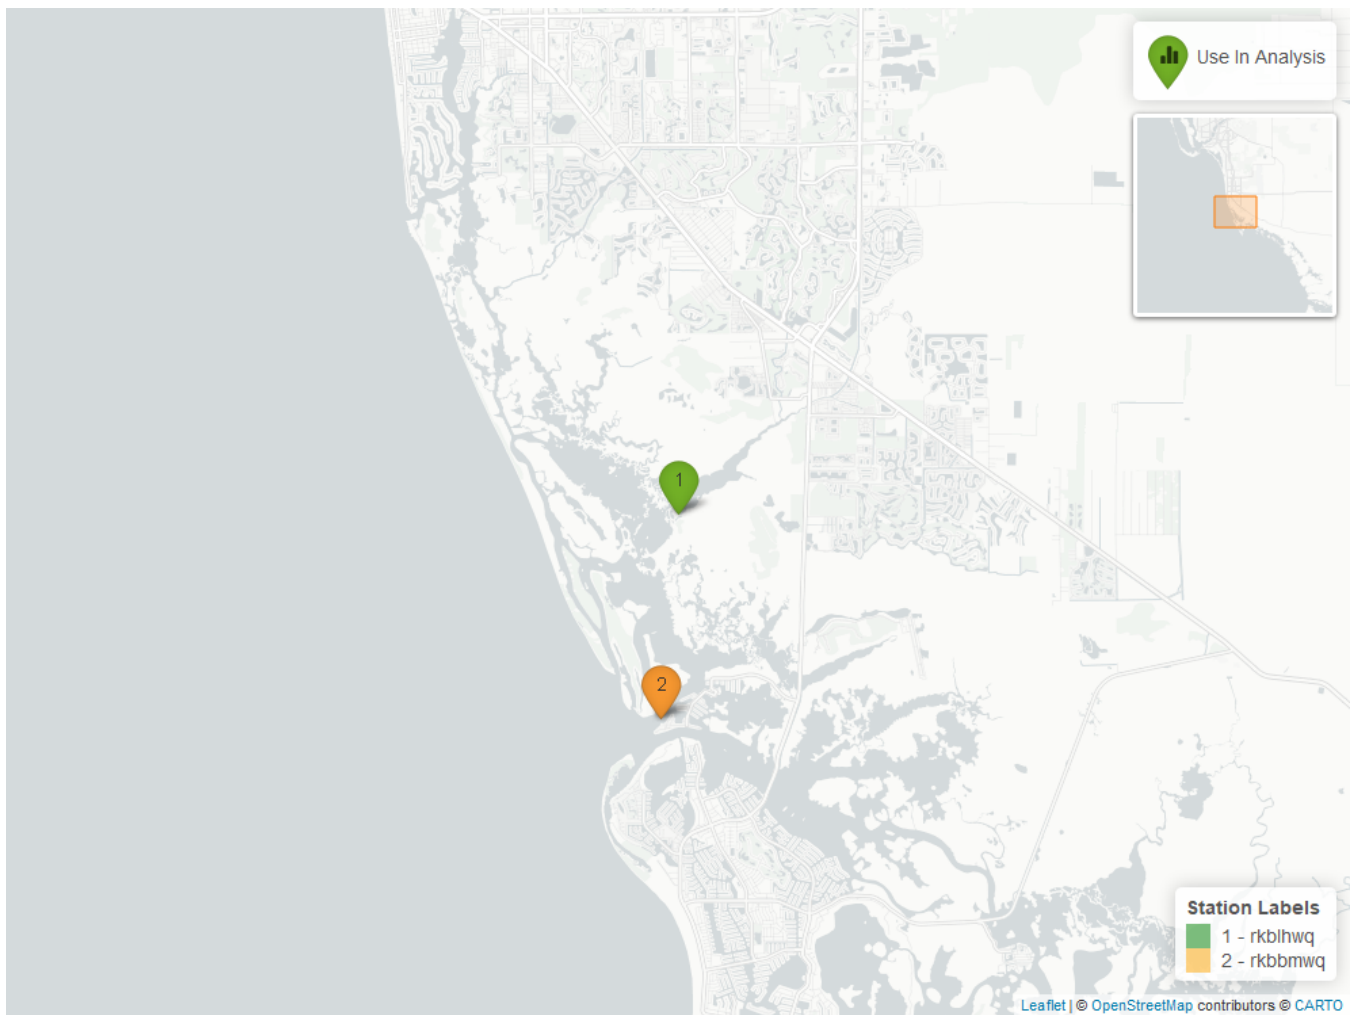 Use In Analysis
1
2
Station Labels
1 - rkblhwq
2 - rkbbmwq
Leaflet | © OpenStreetMap contributors © CARTO